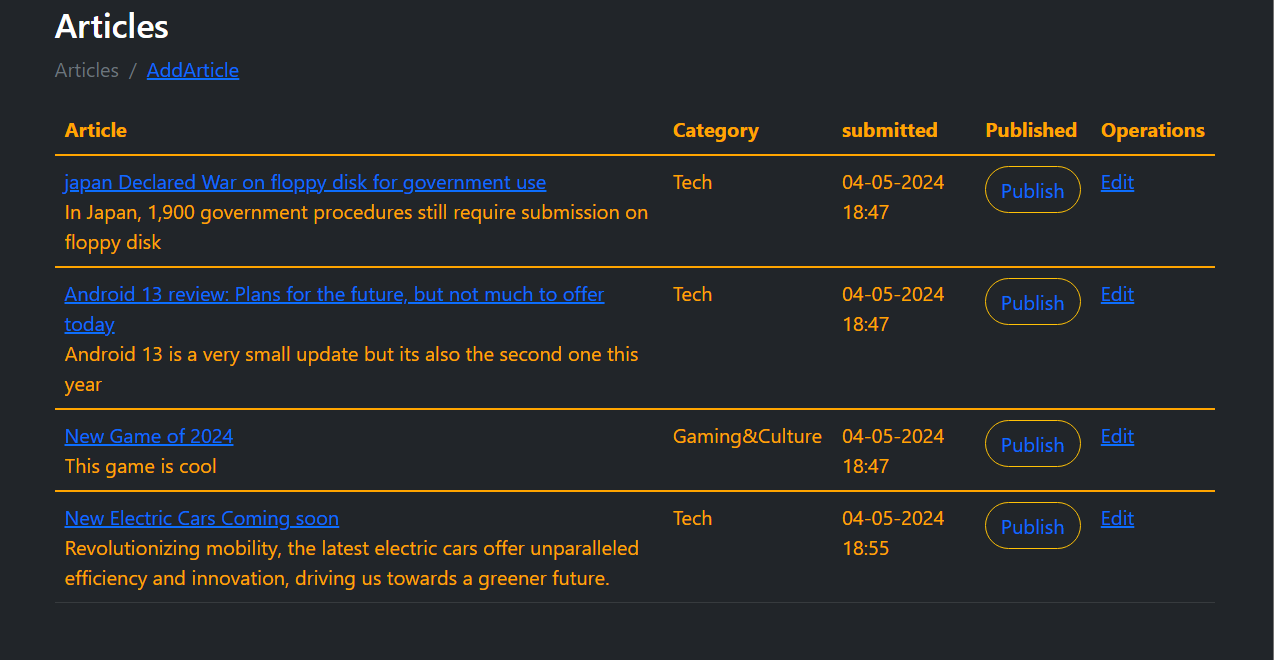 Articles
Articles / AddArticle
Article Category submitted Published Operations
japan Declared War on floppy disk for government use Tech 04-05-2024 Publish Edit
In Japan, 1,900 government procedures still require submission on 18:47
floppy disk
Android 13 review: Plans for the future, but not much to offer Tech 04-05-2024 Publish Edit
today 18:47
Android 13 is a very small update but its also the second one this
year
New Game of 2024 Gaming&Culture 04-05-2024 Publish Edit
This game is cool 18:47
New Electric Cars Coming soon Tech 04-05-2024 Publish Edit
Revolutionizing mobility, the latest electric cars offer unparalleled 18:55
efficiency and innovation, driving us towards a greener future.